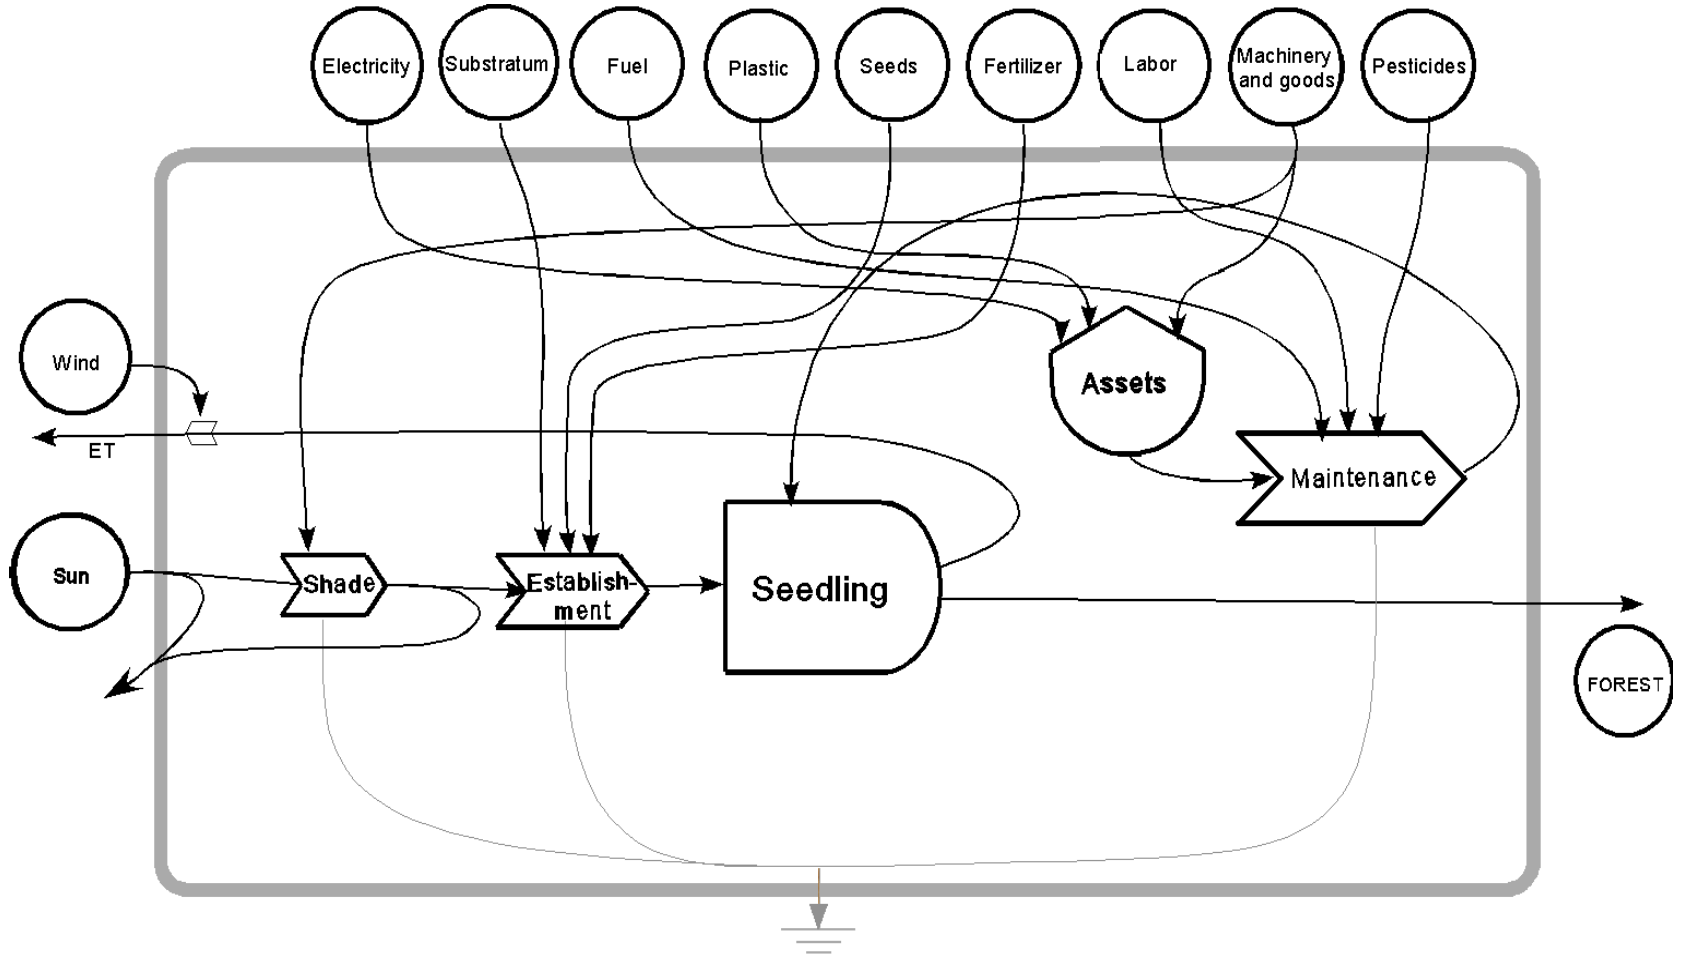 Electricity
Substratum
Fuel
Plastic
Seeds
Fertilizer
Labor
Machinery
and goods
Pesticides
Wind
ET
Assets
Maintenance
Sun
Shade
Establish-
ment
Seedling
FOREST